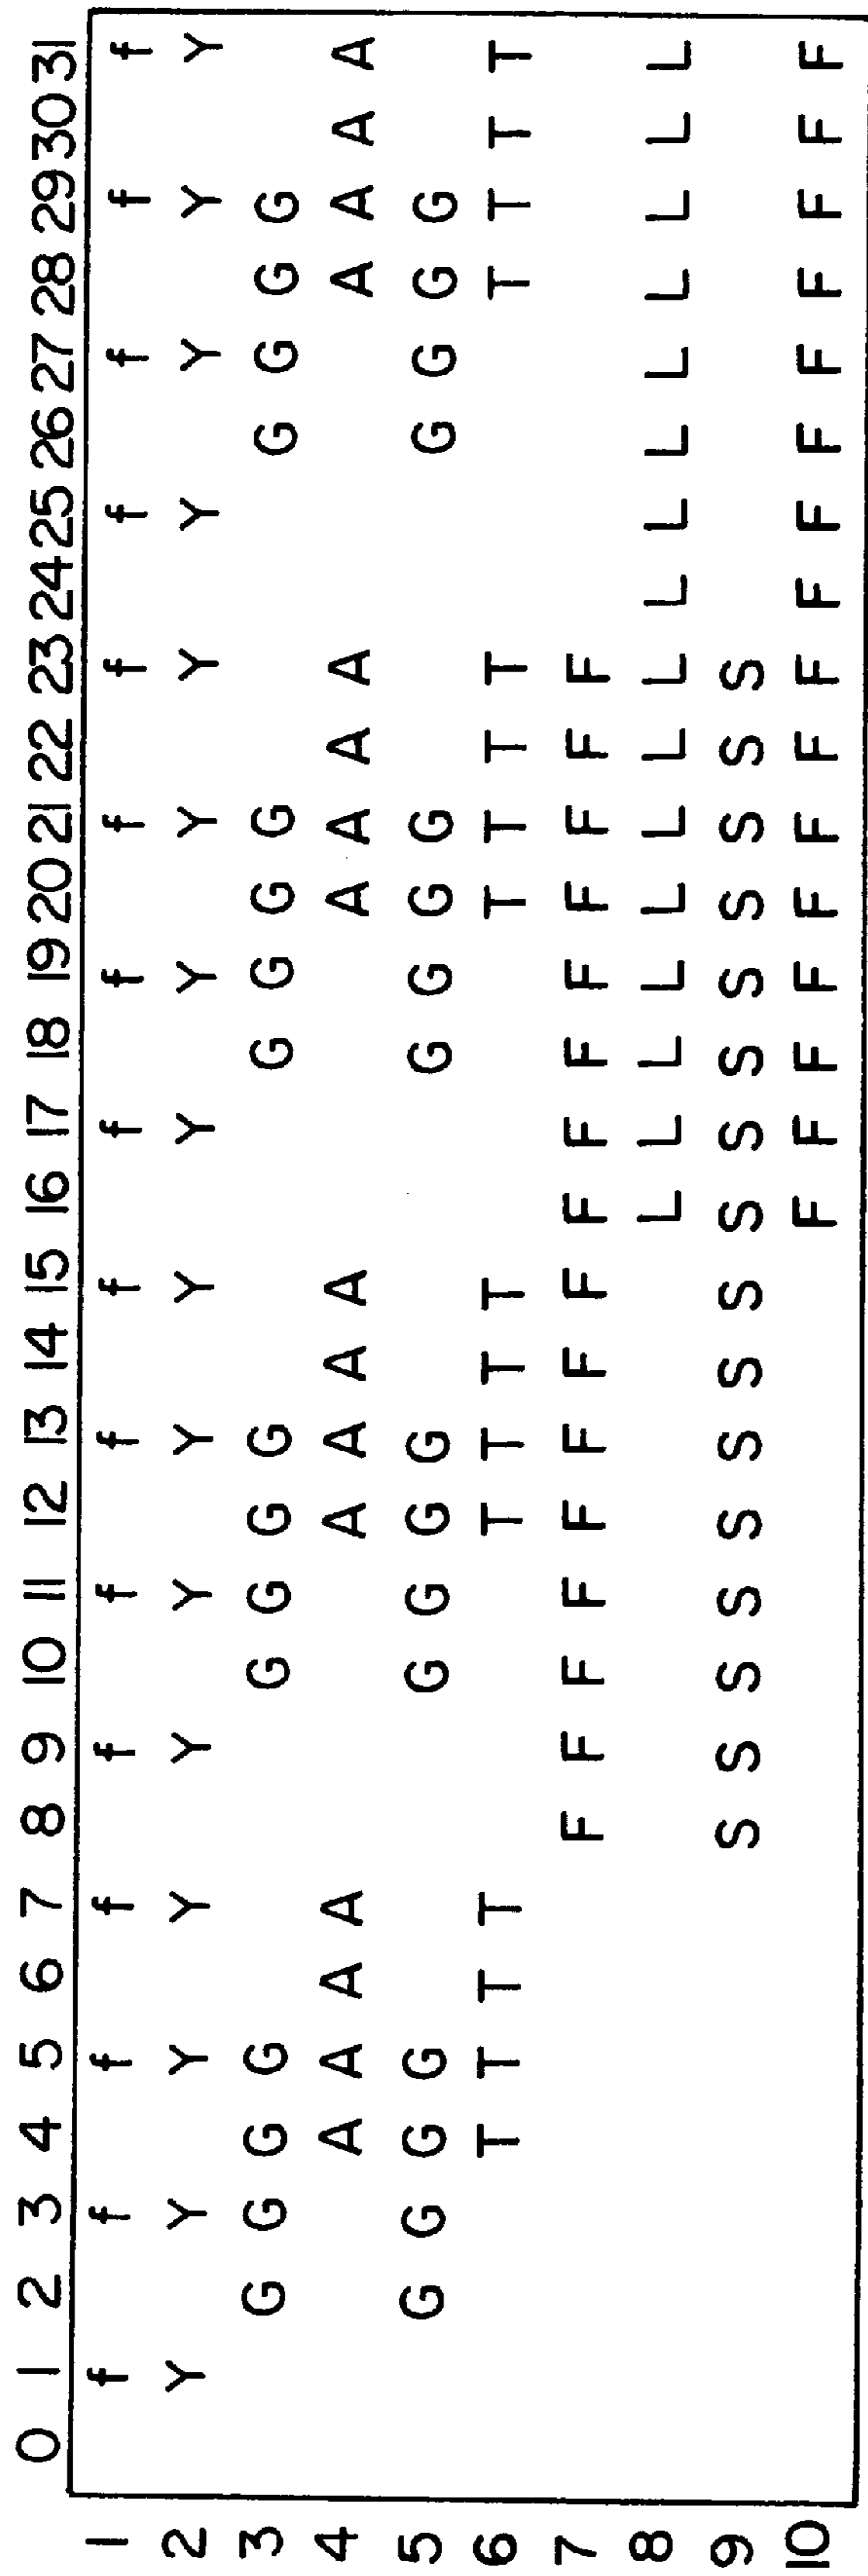 0 1 2 3 4 5 6 7 8 9 10 11 12 13 14 15 16 17 18 19 20 21 22 23 24 25 26 27 28 29 30 31
1 f f f f f f f f f f f f f f f f
2 Y Y Y Y Y Y Y Y Y Y Y Y Y Y Y Y
3 G G G G G G G G G G G G G G G G
4 A A A A A A A A A A A A A A A A
5 G G G G G G G G G G G G G G G G
6 T T T T T T T T T T T T T T T T
7 F F F F F F F F F F F F F F F F
8 L L L L L L L L L L L L L L L L
9 S S S S S S S S S S S S S S S S
10 F F F F F F F F F F F F F F F F